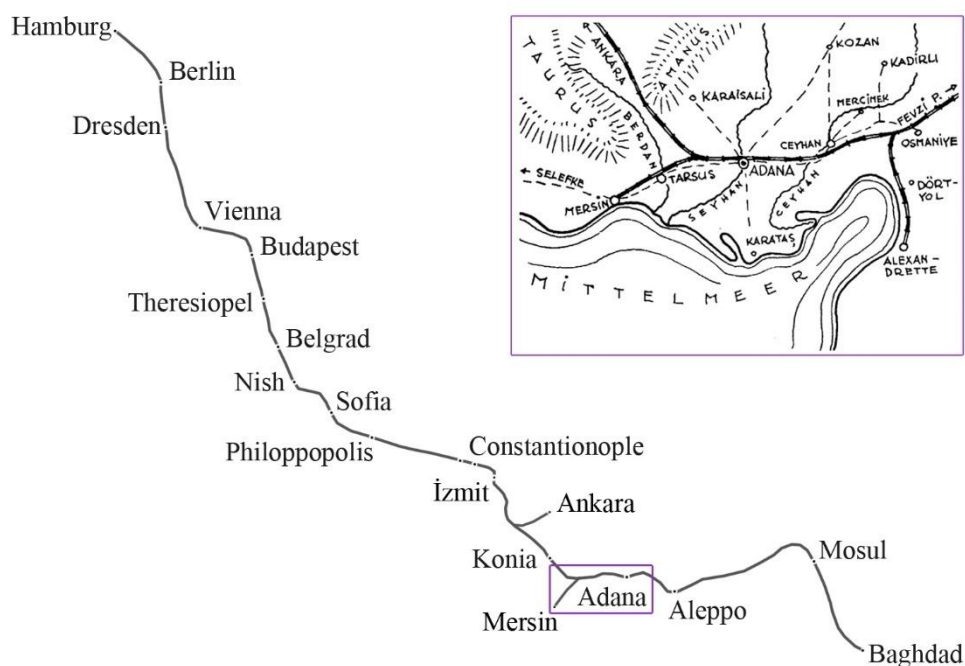 Hamburg
Berlin
Dresden
Vienna
Budapest
Theresiopel
Belgrad
Nish
Sofia
Philoppopolis
Constantionople
İzmit
Ankara
Konia
Adana
Mersin
Aleppo
Mosul
Baghdad
TAURUS
ANKARA
AMANUS
KOZAN
KADIRLI
KARAISALI
MERCIMEK
FEVZI P.
BERDAN
CEYHAN
OSMANIYE
ADANA
TARSUS
SELEFKE
MERSIN
SEYHAN
CEYHAN
DÖRT-
YOL
KARATAŞ
ALEXAN-
DRETTE
MİTTELMEER